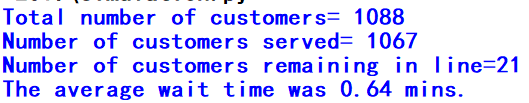 Total number of customers= 1088
Number of customers served= 1067
Number of customers remaining in line=21
The average wait time was 0.64 mins.